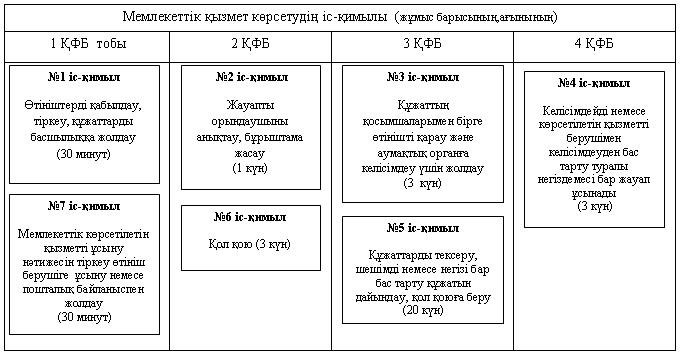 Мемлекеттік қызмет көрсетудің іс-қимылы (жұмыс барысының,ағынының)
1 ҚФБ тобы
2 ҚФБ
3 ҚФБ
4 ҚФБ
№1 іс-қимыл
Өтініштерді қабылдау,
тіркеу, құжаттарды
басшылыққа жолдау
(30 минут)
№7 іс-қимыл
Мемлекеттік көрсетілетін
қызметті ұсыну
нәтижесін тіркеу өтініш
берушіге ұсыну немесе
пошталық байланыспен
жолдау
(30 минут)
№2 іс-қимыл
Жауапты
орындаушыны
анықтау, бұрыштама
жасау
(1 күн)
№6 іс-қимыл
Қол қою (3 күн)
№3 іс-қимыл
Құжаттың
қосымшаларымен бірге
өтінішті қарау және
аумақтық органға
келісімдеу үшін жолдау
(3 күн)
№5 іс-қимыл
Құжаттарды тексеру,
шешімді немесе негізі бар
бас тарту құжатын
дайындау, қол қоюға беру
(20 күн)
№4 іс-қимыл
Келісімдейді немесе
көрсетілетін қызметті
берушімен
келісімдеуден бас
тарту туралы
негіздемесі бар жауап
ұсынады
(3 күн)